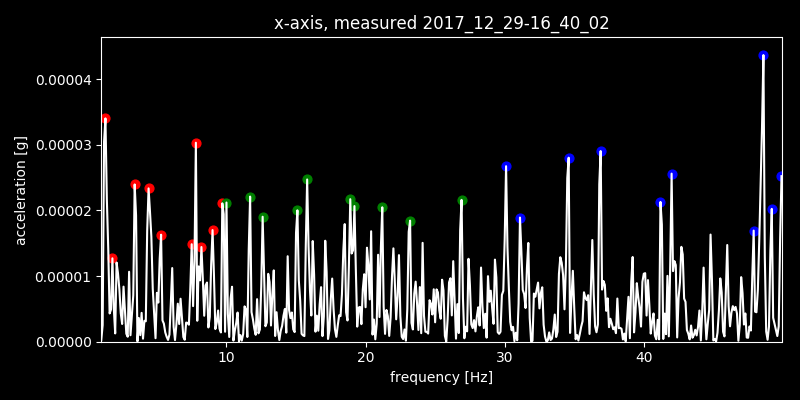 x-axis, measured 2017_12_29-16_40_02
0.00004
0.00003
0.00002
0.00001
0.00000
acceleration [g]
10 20 30 40
frequency [Hz]